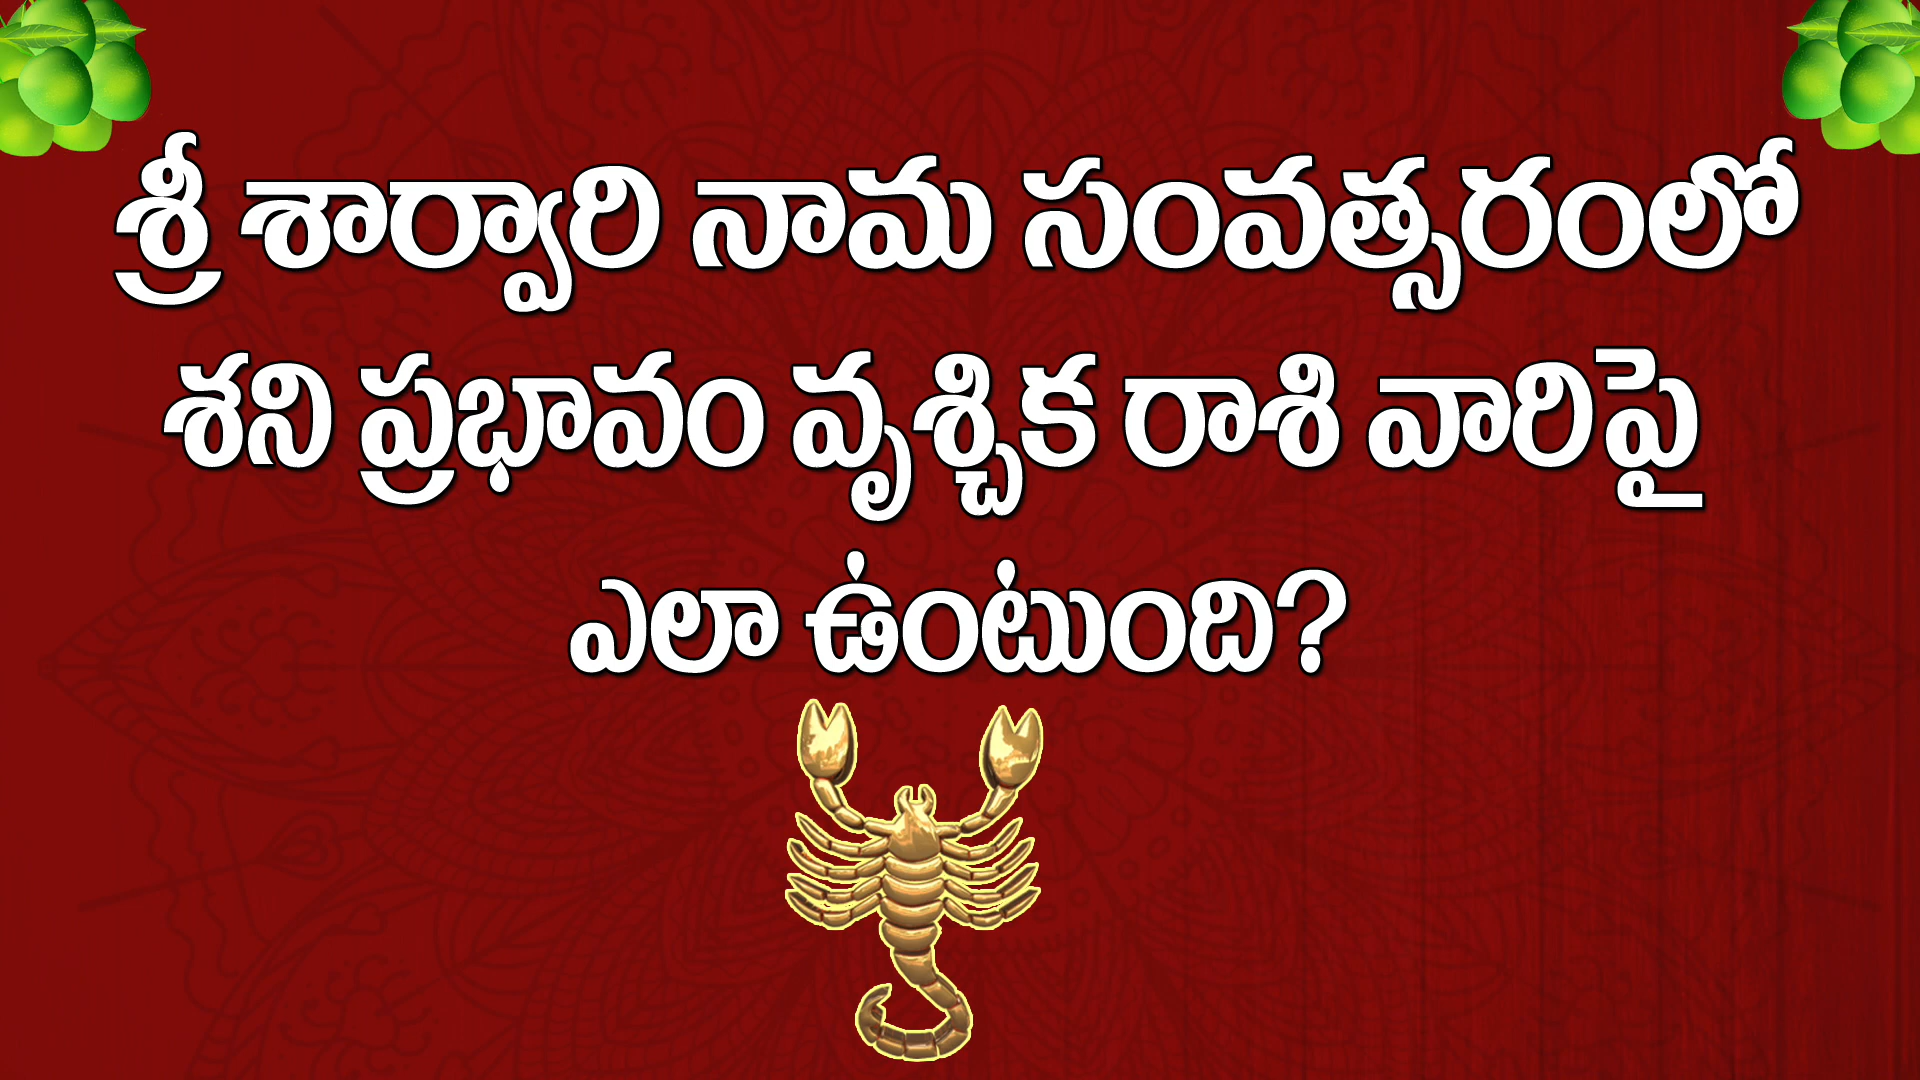 శ్రీ శార్వారి నామ సంవత్సరంలో
శని ప్రభావం వృశ్చిక రాశి వారిపై
ఎలా ఉంటుంది?